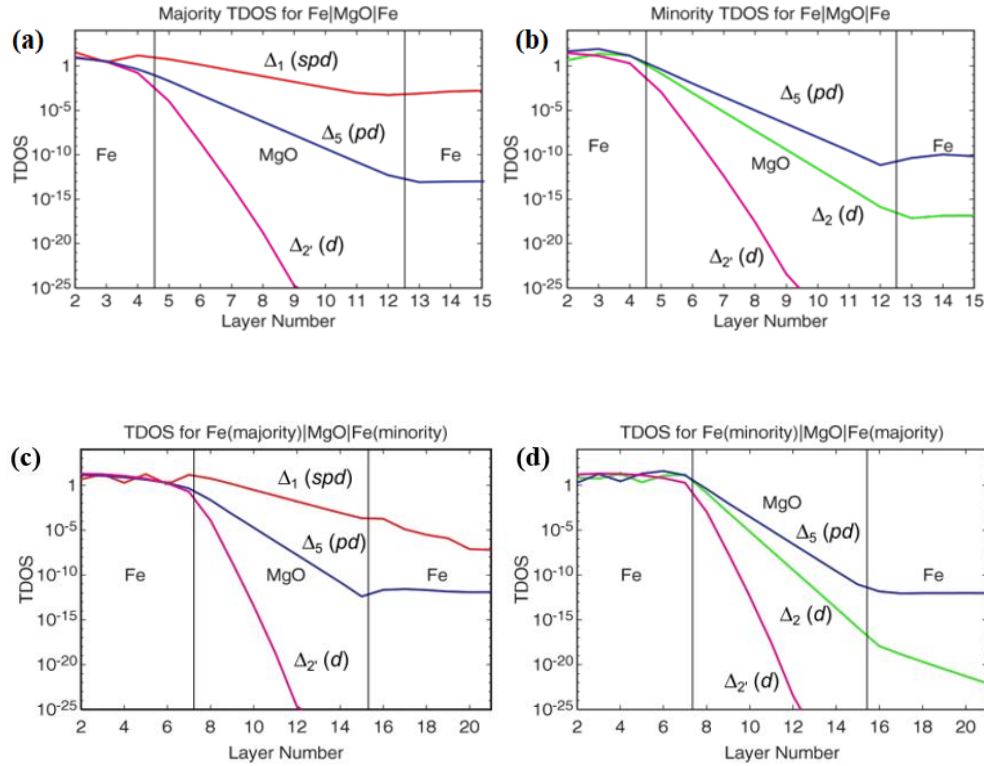 Majority TDOS for Fe|MgO|Fe
(a)
TDOS
1
10-5
10-10
10-15
10-20
10-25
Δ1 (spd)
Δ5 (pd)
Fe
MgO
Fe
Δ2' (d)
2 3 4 5 6 7 8 9 10 11 12 13 14 15
Layer Number
Minority TDOS for Fe|MgO|Fe
(b)
TDOS
1
10-5
10-10
10-15
10-20
10-25
Δ5 (pd)
Fe
Fe
MgO
Δ2 (d)
Δ2' (d)
2 3 4 5 6 7 8 9 10 11 12 13 14 15
Layer Number
TDOS for Fe(majority)|MgO|Fe(minority)
(c)
TDOS
1
10-5
10-10
10-15
10-20
10-25
Δ1 (spd)
Δ5 (pd)
Fe
MgO
Fe
Δ2' (d)
2 4 6 8 10 12 14 16 18 20
Layer Number
TDOS for Fe(minority)|MgO|Fe(majority)
(d)
TDOS
1
10-5
10-10
10-15
10-20
10-25
MgO
Δ5 (pd)
Fe
Fe
Δ2 (d)
Δ2' (d)
2 4 6 8 10 12 14 16 18 20
Layer Number